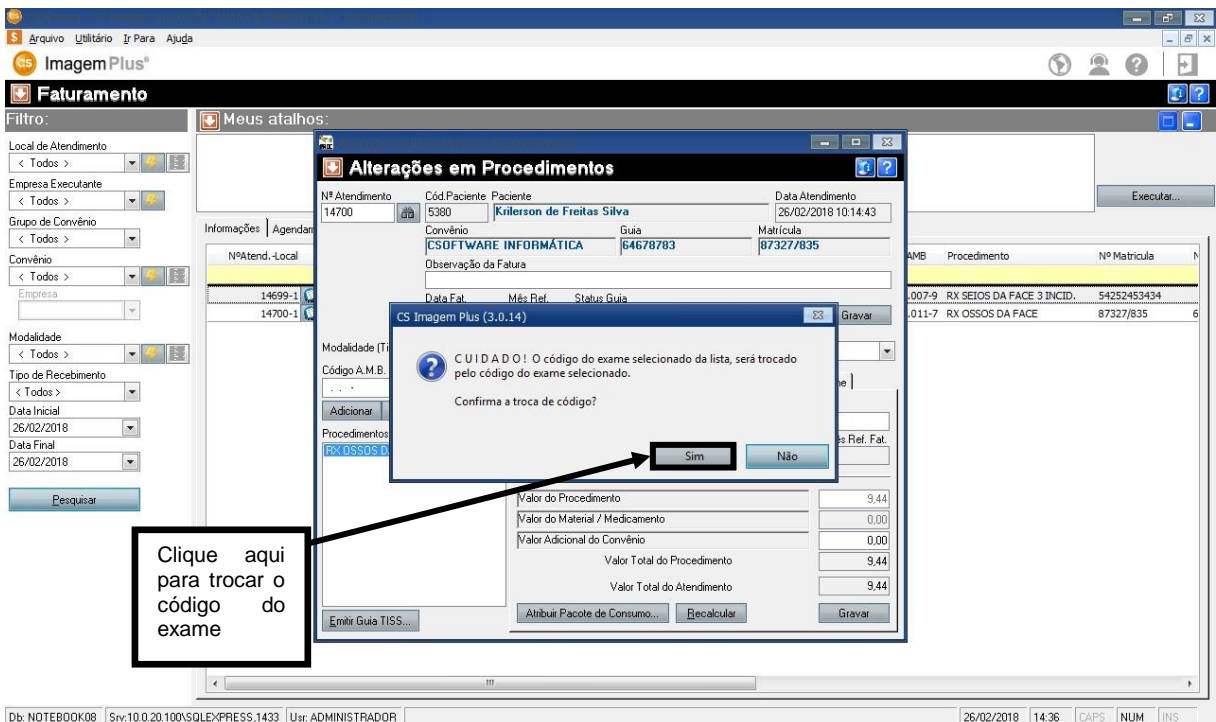 Arquivo Utilitário Ir Para Ajuda
CS ImagemPlus®
Faturamento
Filtro:
Meus atalhos:
Local de Atendimento
< Todos >
Empresa Executante
< Todos >
Grupo de Convênio
< Todos >
Convênio
< Todos >
Empresa
Modalidade
< Todos >
Tipo de Recebimento
< Todos >
Data Inicial
26/02/2018
Data Final
26/02/2018
Pesquisar
Executar...
Informações Agendam
NºAtend.-Local
AMB Procedimento Nº Matricula N
14699-1 .007-9 RX SEIOS DA FACE 3 INCID. 54252453434
14700-1 .011-7 RX OSSOS DA FACE 87327/835 6
Alterações em Procedimentos
Nº Atendimento Cód.Paciente Paciente Data Atendimento
14700 5380 Krilerson de Freitas Silva 26/02/2018 10:14:43
Convênio Guia Matrícula
CSOFTWARE INFORMÁTICA 64678783 87327/835
Observação da Fatura
Data Fat. Mês Ref. Status Guia
Gravar
Modalidade (Ti
Código A.M.B.
Adicionar
Procedimentos
RX OSSOS D
ne
ês Ref. Fat.
CS Imagem Plus (3.0.14)
C U I D A D O ! O código do exame selecionado da lista, será trocado
pelo código do exame selecionado.
Confirma a troca de código?
Sim Não
Valor do Procedimento 9,44
Valor do Material / Medicamento 0,00
Valor Adicional do Convênio 0,00
Valor Total do Procedimento 9,44
Valor Total do Atendimento 9,44
Emitir Guia TISS... Atribuir Pacote de Consumo... Recalcular Gravar
Clique aqui
para trocar o
código do
exame
Db: NOTEBOOK08 Srv:10.0.20.100\SQLEXPRESS,1433 Usr: ADMINISTRADOR 26/02/2018 14:36 CAPS NUM INS